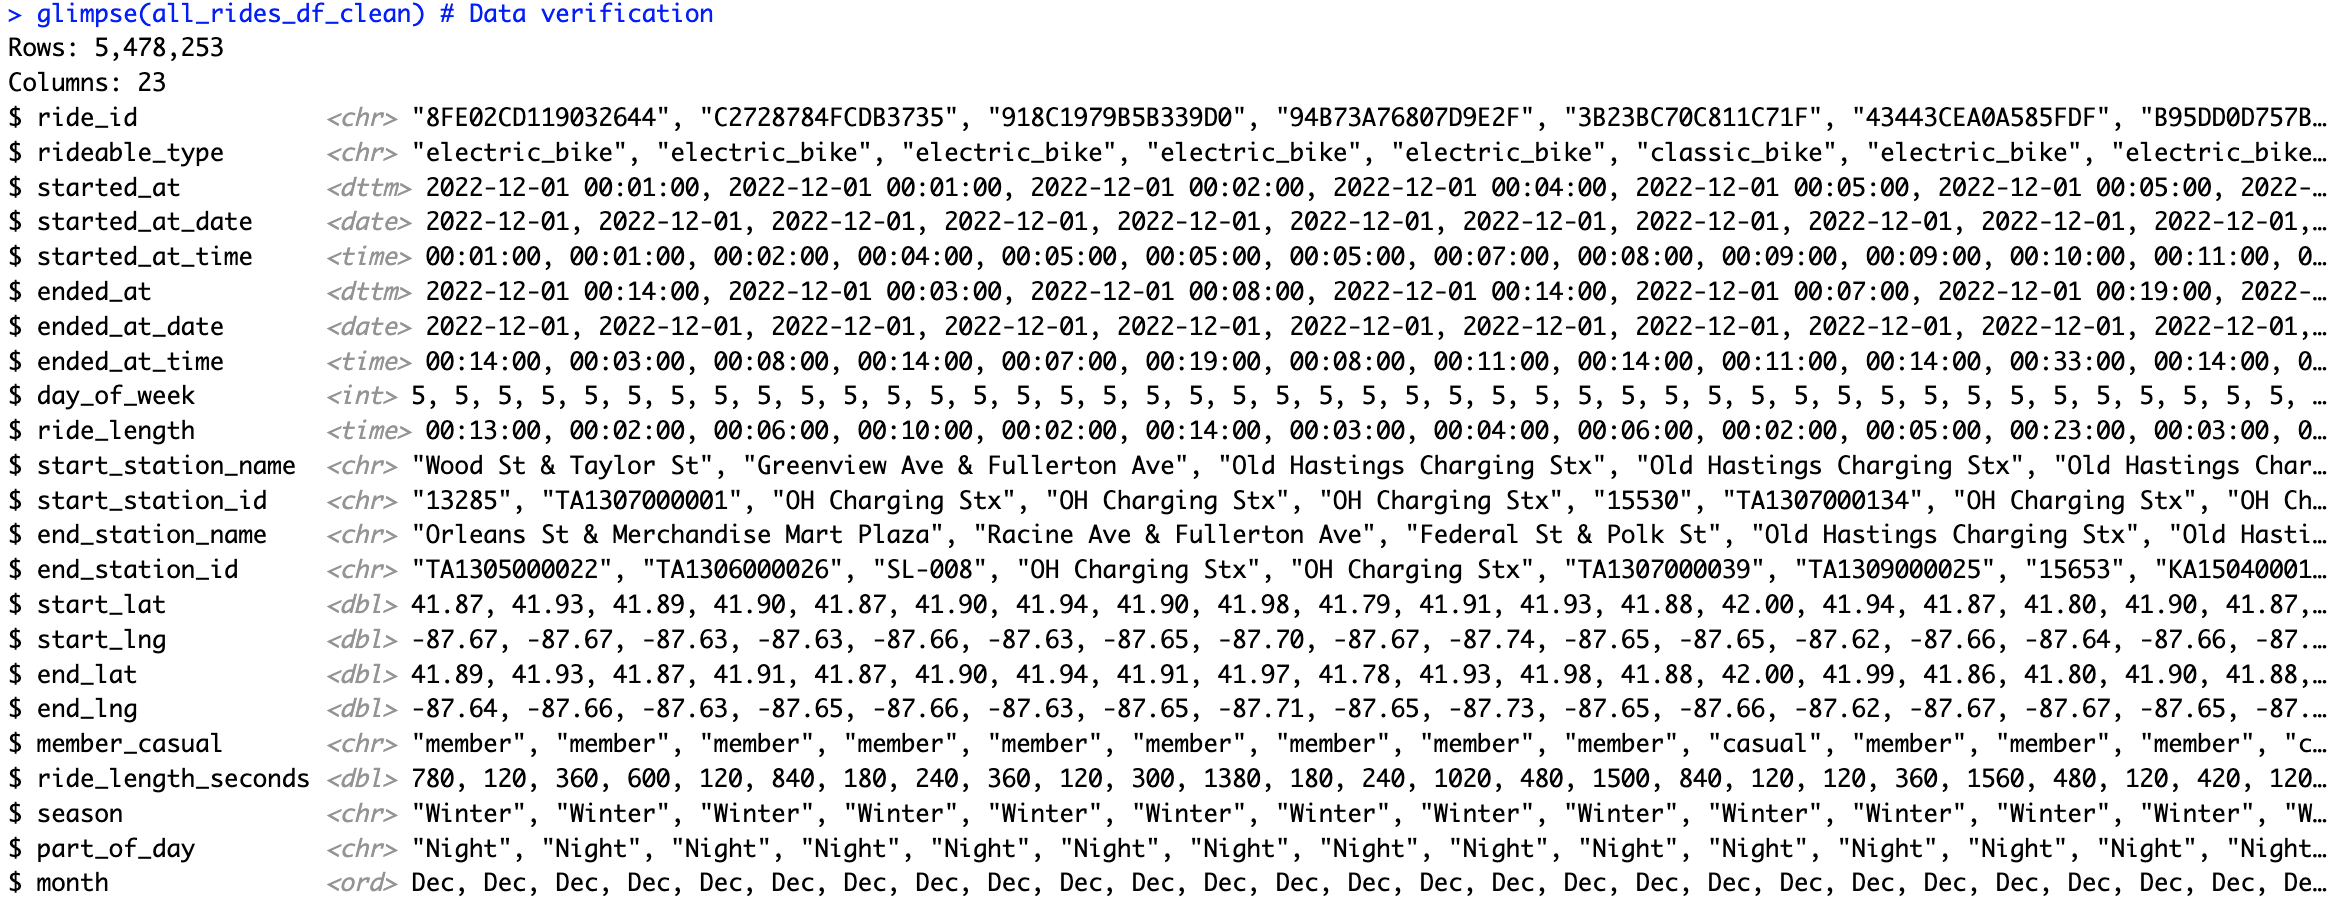 > glimpse(all_rides_df_clean) # Data verification
Rows: 5,478,253
Columns: 23
$ ride_id <chr> "8FE02CD119032644", "C2728784FCDB3735", "918C1979B5B339D0", "94B73A76807D9E2F", "3B23BC70C811C71F", "43443CEA0A585FDF", "B95DD0D757B…
$ rideable_type <chr> "electric_bike", "electric_bike", "electric_bike", "electric_bike", "electric_bike", "classic_bike", "electric_bike", "electric_bike…
$ started_at <dttm> 2022-12-01 00:01:00, 2022-12-01 00:01:00, 2022-12-01 00:02:00, 2022-12-01 00:04:00, 2022-12-01 00:05:00, 2022-12-01 00:05:00, 2022-…
$ started_at_date <date> 2022-12-01, 2022-12-01, 2022-12-01, 2022-12-01, 2022-12-01, 2022-12-01, 2022-12-01, 2022-12-01, 2022-12-01, 2022-12-01, 2022-12-01,…
$ started_at_time <time> 00:01:00, 00:01:00, 00:02:00, 00:04:00, 00:05:00, 00:05:00, 00:05:00, 00:07:00, 00:08:00, 00:09:00, 00:09:00, 00:10:00, 00:11:00, 0…
$ ended_at <dttm> 2022-12-01 00:14:00, 2022-12-01 00:03:00, 2022-12-01 00:08:00, 2022-12-01 00:14:00, 2022-12-01 00:07:00, 2022-12-01 00:19:00, 2022-…
$ ended_at_date <date> 2022-12-01, 2022-12-01, 2022-12-01, 2022-12-01, 2022-12-01, 2022-12-01, 2022-12-01, 2022-12-01, 2022-12-01, 2022-12-01, 2022-12-01,…
$ ended_at_time <time> 00:14:00, 00:03:00, 00:08:00, 00:14:00, 00:07:00, 00:19:00, 00:08:00, 00:11:00, 00:14:00, 00:11:00, 00:14:00, 00:33:00, 00:14:00, 0…
$ day_of_week <int> 5, 5, 5, 5, 5, 5, 5, 5, 5, 5, 5, 5, 5, 5, 5, 5, 5, 5, 5, 5, 5, 5, 5, 5, 5, 5, 5, 5, 5, 5, 5, 5, 5, 5, 5, 5, 5, 5, 5, 5, 5, 5, 5, 5, …
$ ride_length <time> 00:13:00, 00:02:00, 00:06:00, 00:10:00, 00:02:00, 00:14:00, 00:03:00, 00:04:00, 00:06:00, 00:02:00, 00:05:00, 00:23:00, 00:03:00, 0…
$ start_station_name <chr> "Wood St & Taylor St", "Greenview Ave & Fullerton Ave", "Old Hastings Charging Stx", "Old Hastings Charging Stx", "Old Hastings Char…
$ start_station_id <chr> "13285", "TA1307000001", "OH Charging Stx", "OH Charging Stx", "OH Charging Stx", "15530", "TA1307000134", "OH Charging Stx", "OH Ch…
$ end_station_name <chr> "Orleans St & Merchandise Mart Plaza", "Racine Ave & Fullerton Ave", "Federal St & Polk St", "Old Hastings Charging Stx", "Old Hasti…
$ end_station_id <chr> "TA1305000022", "TA1306000026", "SL-008", "OH Charging Stx", "OH Charging Stx", "TA1307000039", "TA1309000025", "15653", "KA15040001…
$ start_lat <dbl> 41.87, 41.93, 41.89, 41.90, 41.87, 41.90, 41.94, 41.90, 41.98, 41.79, 41.91, 41.93, 41.88, 42.00, 41.94, 41.87, 41.80, 41.90, 41.87,…
$ start_lng <dbl> -87.67, -87.67, -87.63, -87.63, -87.66, -87.63, -87.65, -87.70, -87.67, -87.74, -87.65, -87.65, -87.62, -87.66, -87.64, -87.66, -87.…
$ end_lat <dbl> 41.89, 41.93, 41.87, 41.91, 41.87, 41.90, 41.94, 41.91, 41.97, 41.78, 41.93, 41.98, 41.88, 42.00, 41.99, 41.86, 41.80, 41.90, 41.88,…
$ end_lng <dbl> -87.64, -87.66, -87.63, -87.65, -87.66, -87.63, -87.65, -87.71, -87.65, -87.73, -87.65, -87.66, -87.62, -87.67, -87.67, -87.65, -87.…
$ member_casual <chr> "member", "member", "member", "member", "member", "member", "member", "member", "member", "casual", "member", "member", "member", "c…
$ ride_length_seconds <dbl> 780, 120, 360, 600, 120, 840, 180, 240, 360, 120, 300, 1380, 180, 240, 1020, 480, 1500, 840, 120, 120, 360, 1560, 480, 120, 420, 120…
$ season <chr> "Winter", "Winter", "Winter", "Winter", "Winter", "Winter", "Winter", "Winter", "Winter", "Winter", "Winter", "Winter", "Winter", "W…
$ part_of_day <chr> "Night", "Night", "Night", "Night", "Night", "Night", "Night", "Night", "Night", "Night", "Night", "Night", "Night", "Night", "Night…
$ month <ord> Dec, Dec, Dec, Dec, Dec, Dec, Dec, Dec, Dec, Dec, Dec, Dec, Dec, Dec, Dec, Dec, Dec, Dec, Dec, Dec, Dec, Dec, Dec, Dec, Dec, Dec, De…